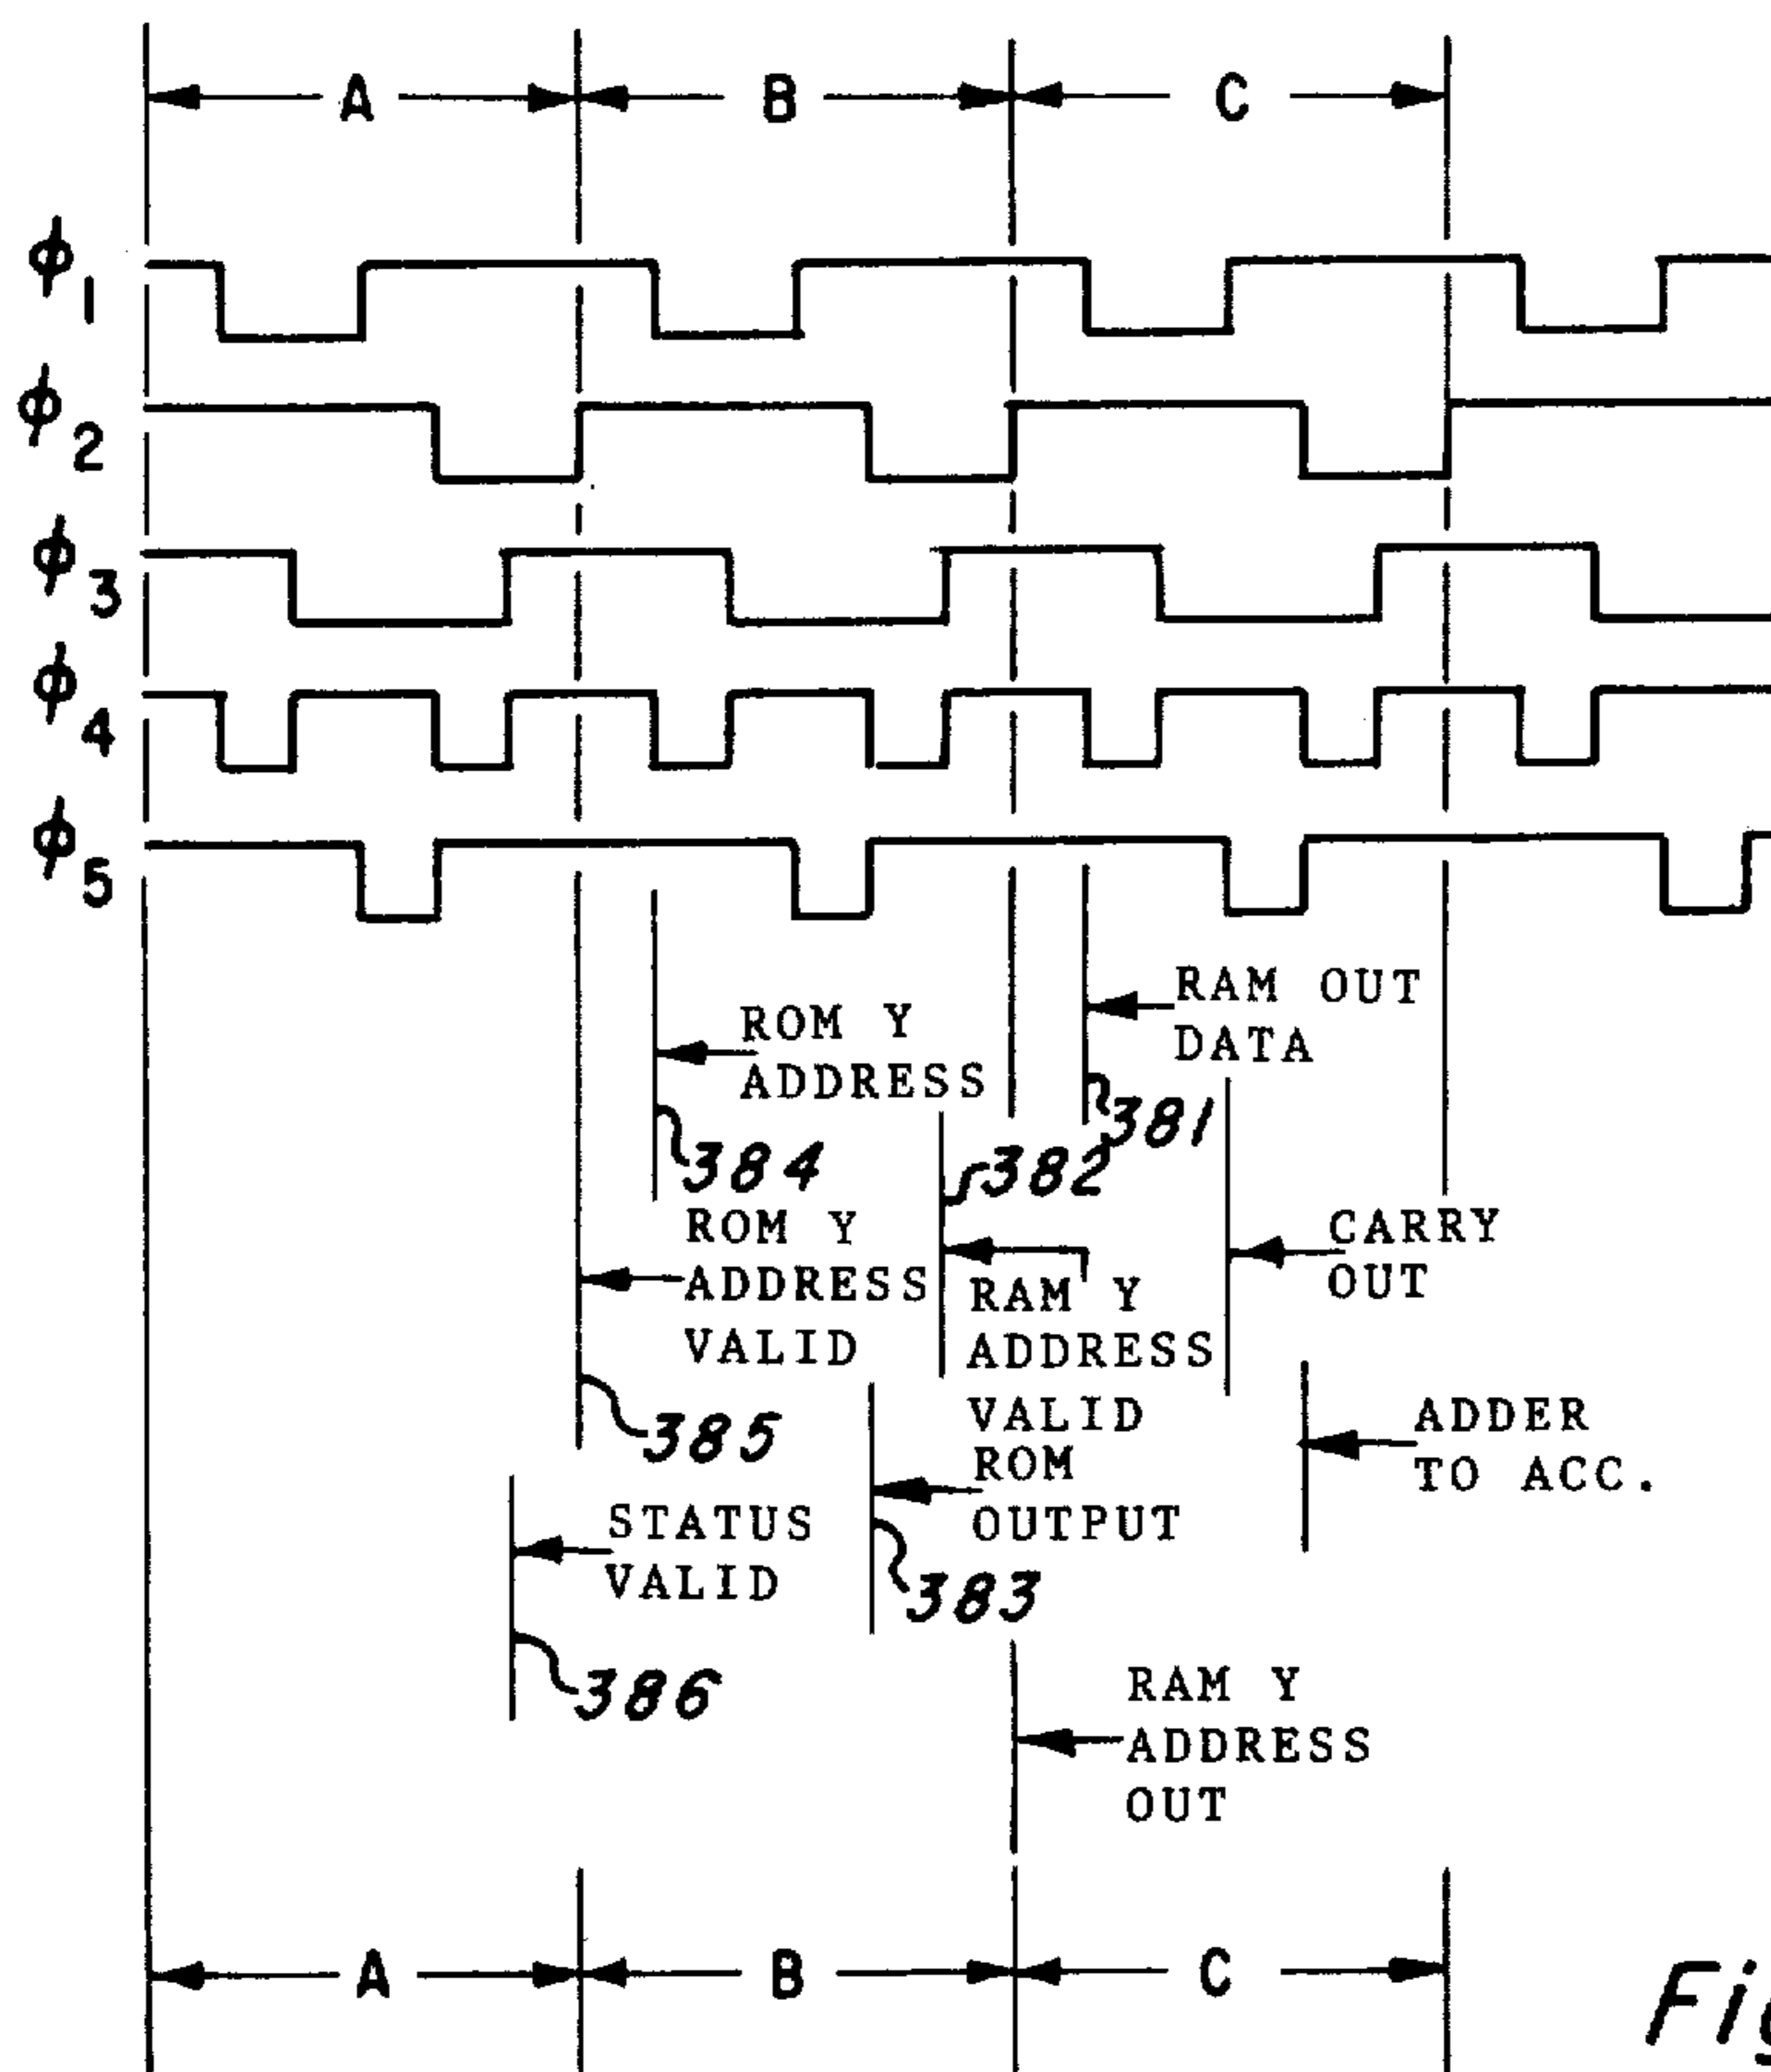 A B C
ϕ1
ϕ2
ϕ3
ϕ4
ϕ5
RAM OUT
DATA
381
ROM Y
ADDRESS
384
382
ROM Y
ADDRESS
VALID
385
RAM Y
ADDRESS
VALID
CARRY
OUT
ADDER
TO ACC.
ROM
OUTPUT
383
STATUS
VALID
386
RAM Y
ADDRESS
OUT
A B C